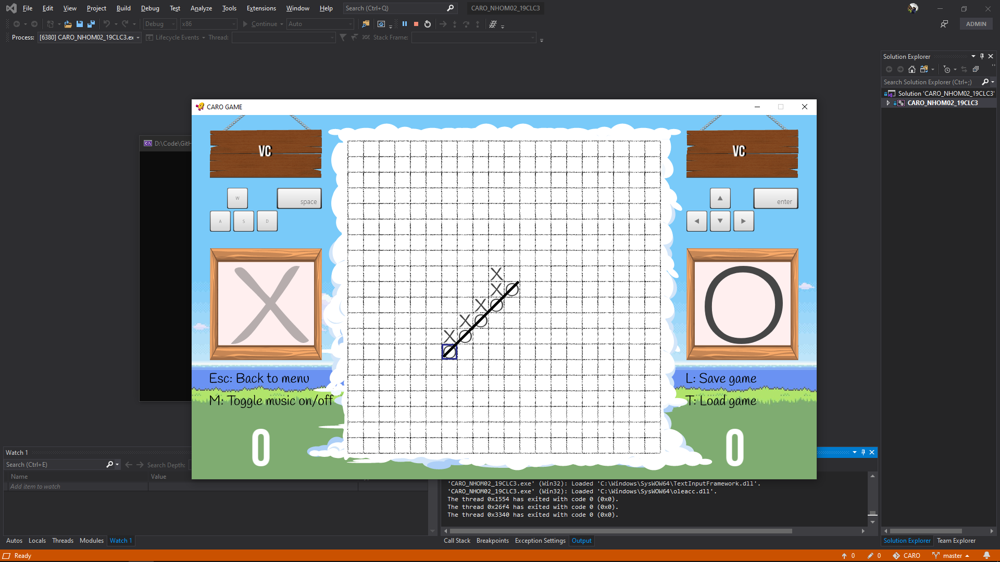 File Edit View Project Build Debug Test Analyze Tools Extensions Window Help Search (Ctrl+Q) CARO_NHOM02_19CLC3
Debug x86 Continue Auto ADMIN
Process: [6380] CARO_NHOM02_19CLC3.ex Lifecycle Events Thread: Stack Frame:
Solution Explorer
Search Solution Explorer (Ctrl+;)
Solution 'CARO_NHOM02_19CLC3'
CARO_NHOM02_19CLC3
CARO GAME
D:\Code\GitH
VC VC
W space enter
A S D
X
X O
X O
X O
X O
O
X O
Esc: Back to menu L: Save game
M: Toggle music on/off T: Load game
0 0
Watch 1
Search (Ctrl+E) Search Depth:
Name Value
Add item to watch
'CARO_NHOM02_19CLC3.exe' (Win32): Loaded 'C:\Windows\SysWOW64\TextInputFramework.dll'.
'CARO_NHOM02_19CLC3.exe' (Win32): Loaded 'C:\Windows\SysWOW64\oleacc.dll'.
The thread 0x1554 has exited with code 0 (0x0).
The thread 0x26f4 has exited with code 0 (0x0).
The thread 0x3340 has exited with code 0 (0x0).
Autos Locals Threads Modules Watch 1 Call Stack Breakpoints Exception Settings Output Solution Explorer Team Explorer
Ready 0 0 CARO master